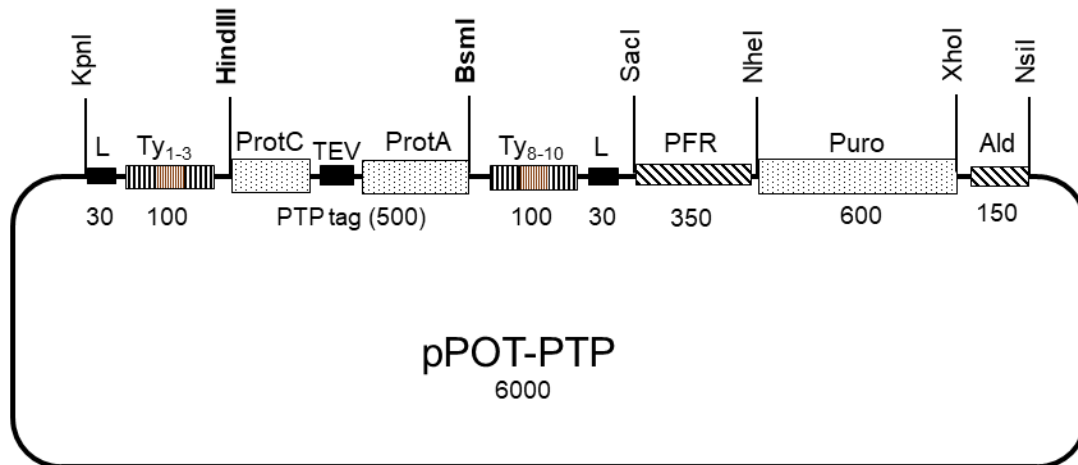 KpnI
HindIII
BsmI
SacI
NheI
XhoI
NsiI
L
Ty1-3
ProtC
TEV
ProtA
Ty8-10
L
PFR
Puro
Ald
30
100
PTP tag (500)
100
30
350
600
150
pPOT-PTP
6000